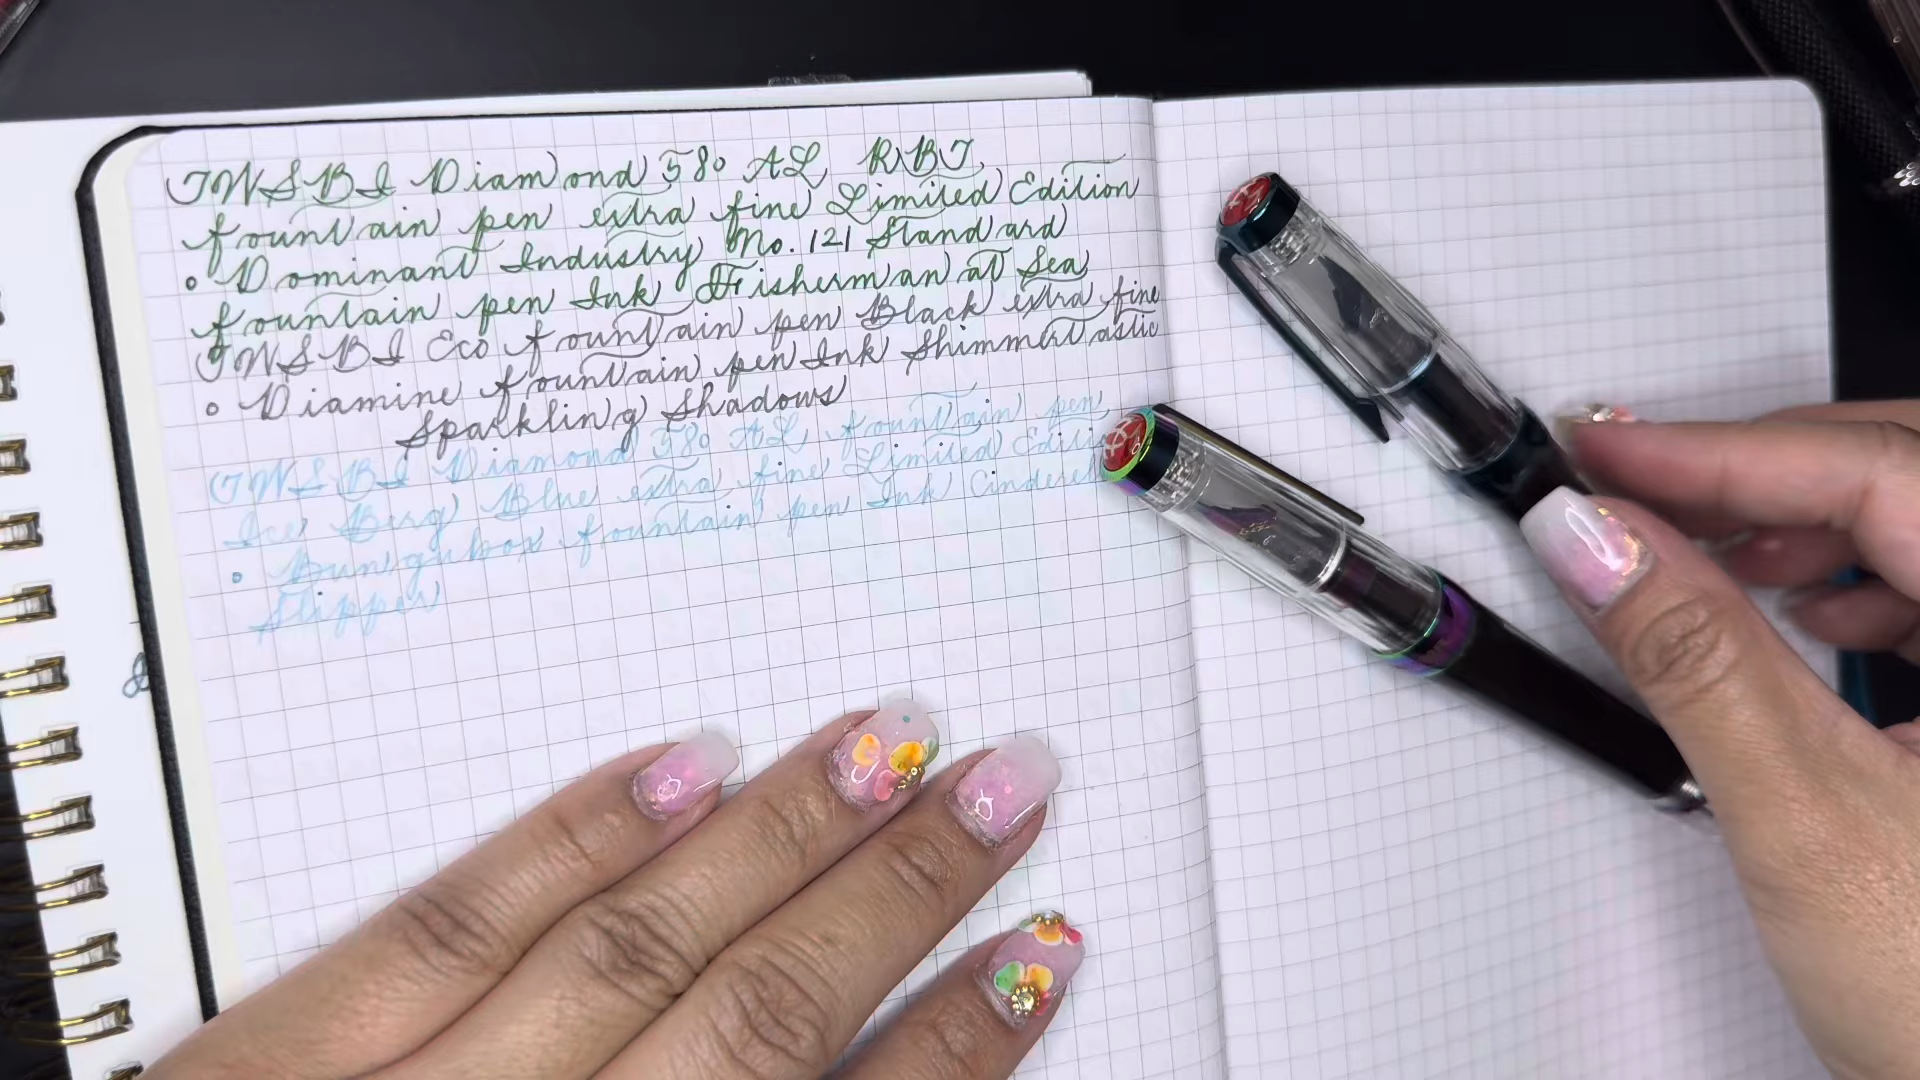 TWSBI Diamond 580 AL RBT
fountain pen extra fine Limited Edition
• Dominant Industry No. 121 Standard
fountain pen Ink Fisherman at Sea
TWSBI Eco fountain pen Black extra fine
• Diamine fountain pen Ink Shimmertastic
Sparkling Shadows
TWSBI Diamond 580 AL fountain pen
Ice Berg Blue extra fine Limited
• Bungubox fountain pen Ink
Slipper